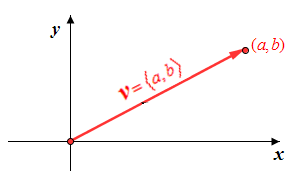 y
(a,b)
v=⟨a,b⟩
x